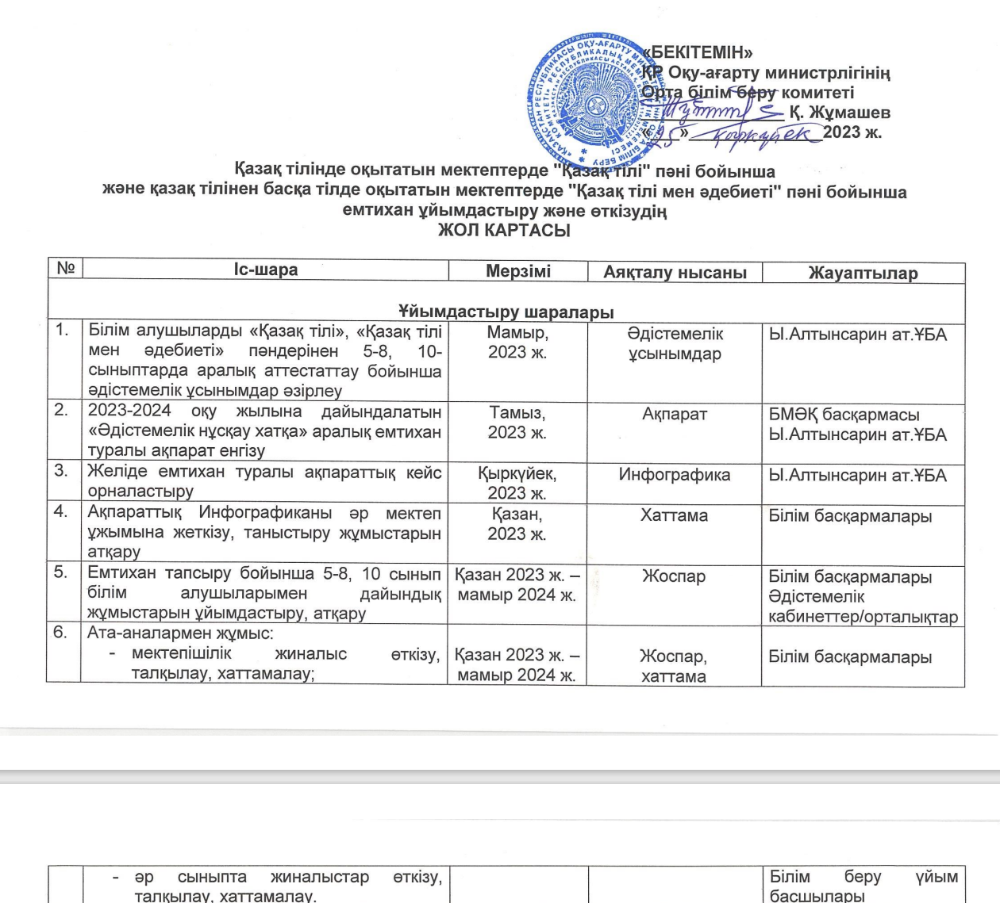 «БЕКІТЕМІН»
ҚР Оқу-ағарту министрлігінің
Орта білім беру комитеті
Қ. Жұмашев
«25» қыркүйек 2023 ж.
Қазақ тілінде оқытатын мектептерде "Қазақ тілі" пәні бойынша
және қазақ тілінен басқа тілде оқытатын мектептерде "Қазақ тілі мен әдебиеті" пәні бойынша
емтихан ұйымдастыру және өткізудің
ЖОЛ КАРТАСЫ
№ Іс-шара Мерзімі Аяқталу нысаны Жауаптылар
Ұйымдастыру шаралары
1. Білім алушыларды «Қазақ тілі», «Қазақ тілі Мамыр, Әдістемелік Ы.Алтынсарин ат.ҰБА
мен әдебиеті» пәндерінен 5-8, 10- 2023 ж. ұсынымдар
сыныптарда аралық аттестаттау бойынша
әдістемелік ұсынымдар әзірлеу
2. 2023-2024 оқу жылына дайындалатын Тамыз, Ақпарат БМӘҚ басқармасы
«Әдістемелік нұсқау хатқа» аралық емтихан 2023 ж. Ы.Алтынсарин ат.ҰБА
туралы ақпарат енгізу
3. Желіде емтихан туралы ақпараттық кейс Қыркүйек, Инфографика Ы.Алтынсарин ат.ҰБА
орналастыру 2023 ж.
4. Ақпараттық Инфографиканы әр мектеп Қазан, Хаттама Білім басқармалары
ұжымына жеткізу, таныстыру жұмыстарын 2023 ж.
атқару
5. Емтихан тапсыру бойынша 5-8, 10 сынып Қазан 2023 ж. – Жоспар Білім басқармалары
білім алушыларымен дайындық мамыр 2024 ж. Әдістемелік
жұмыстарын ұйымдастыру, атқару кабинеттер/орталықтар
6. Ата-аналармен жұмыс:
- мектепішілік жиналыс өткізу, Қазан 2023 ж. – Жоспар, Білім басқармалары
талқылау, хаттамалау; мамыр 2024 ж. хаттама
- әр сыныпта жиналыстар өткізу, Білім беру ұйым
талқылау, хаттамалау. басшылары